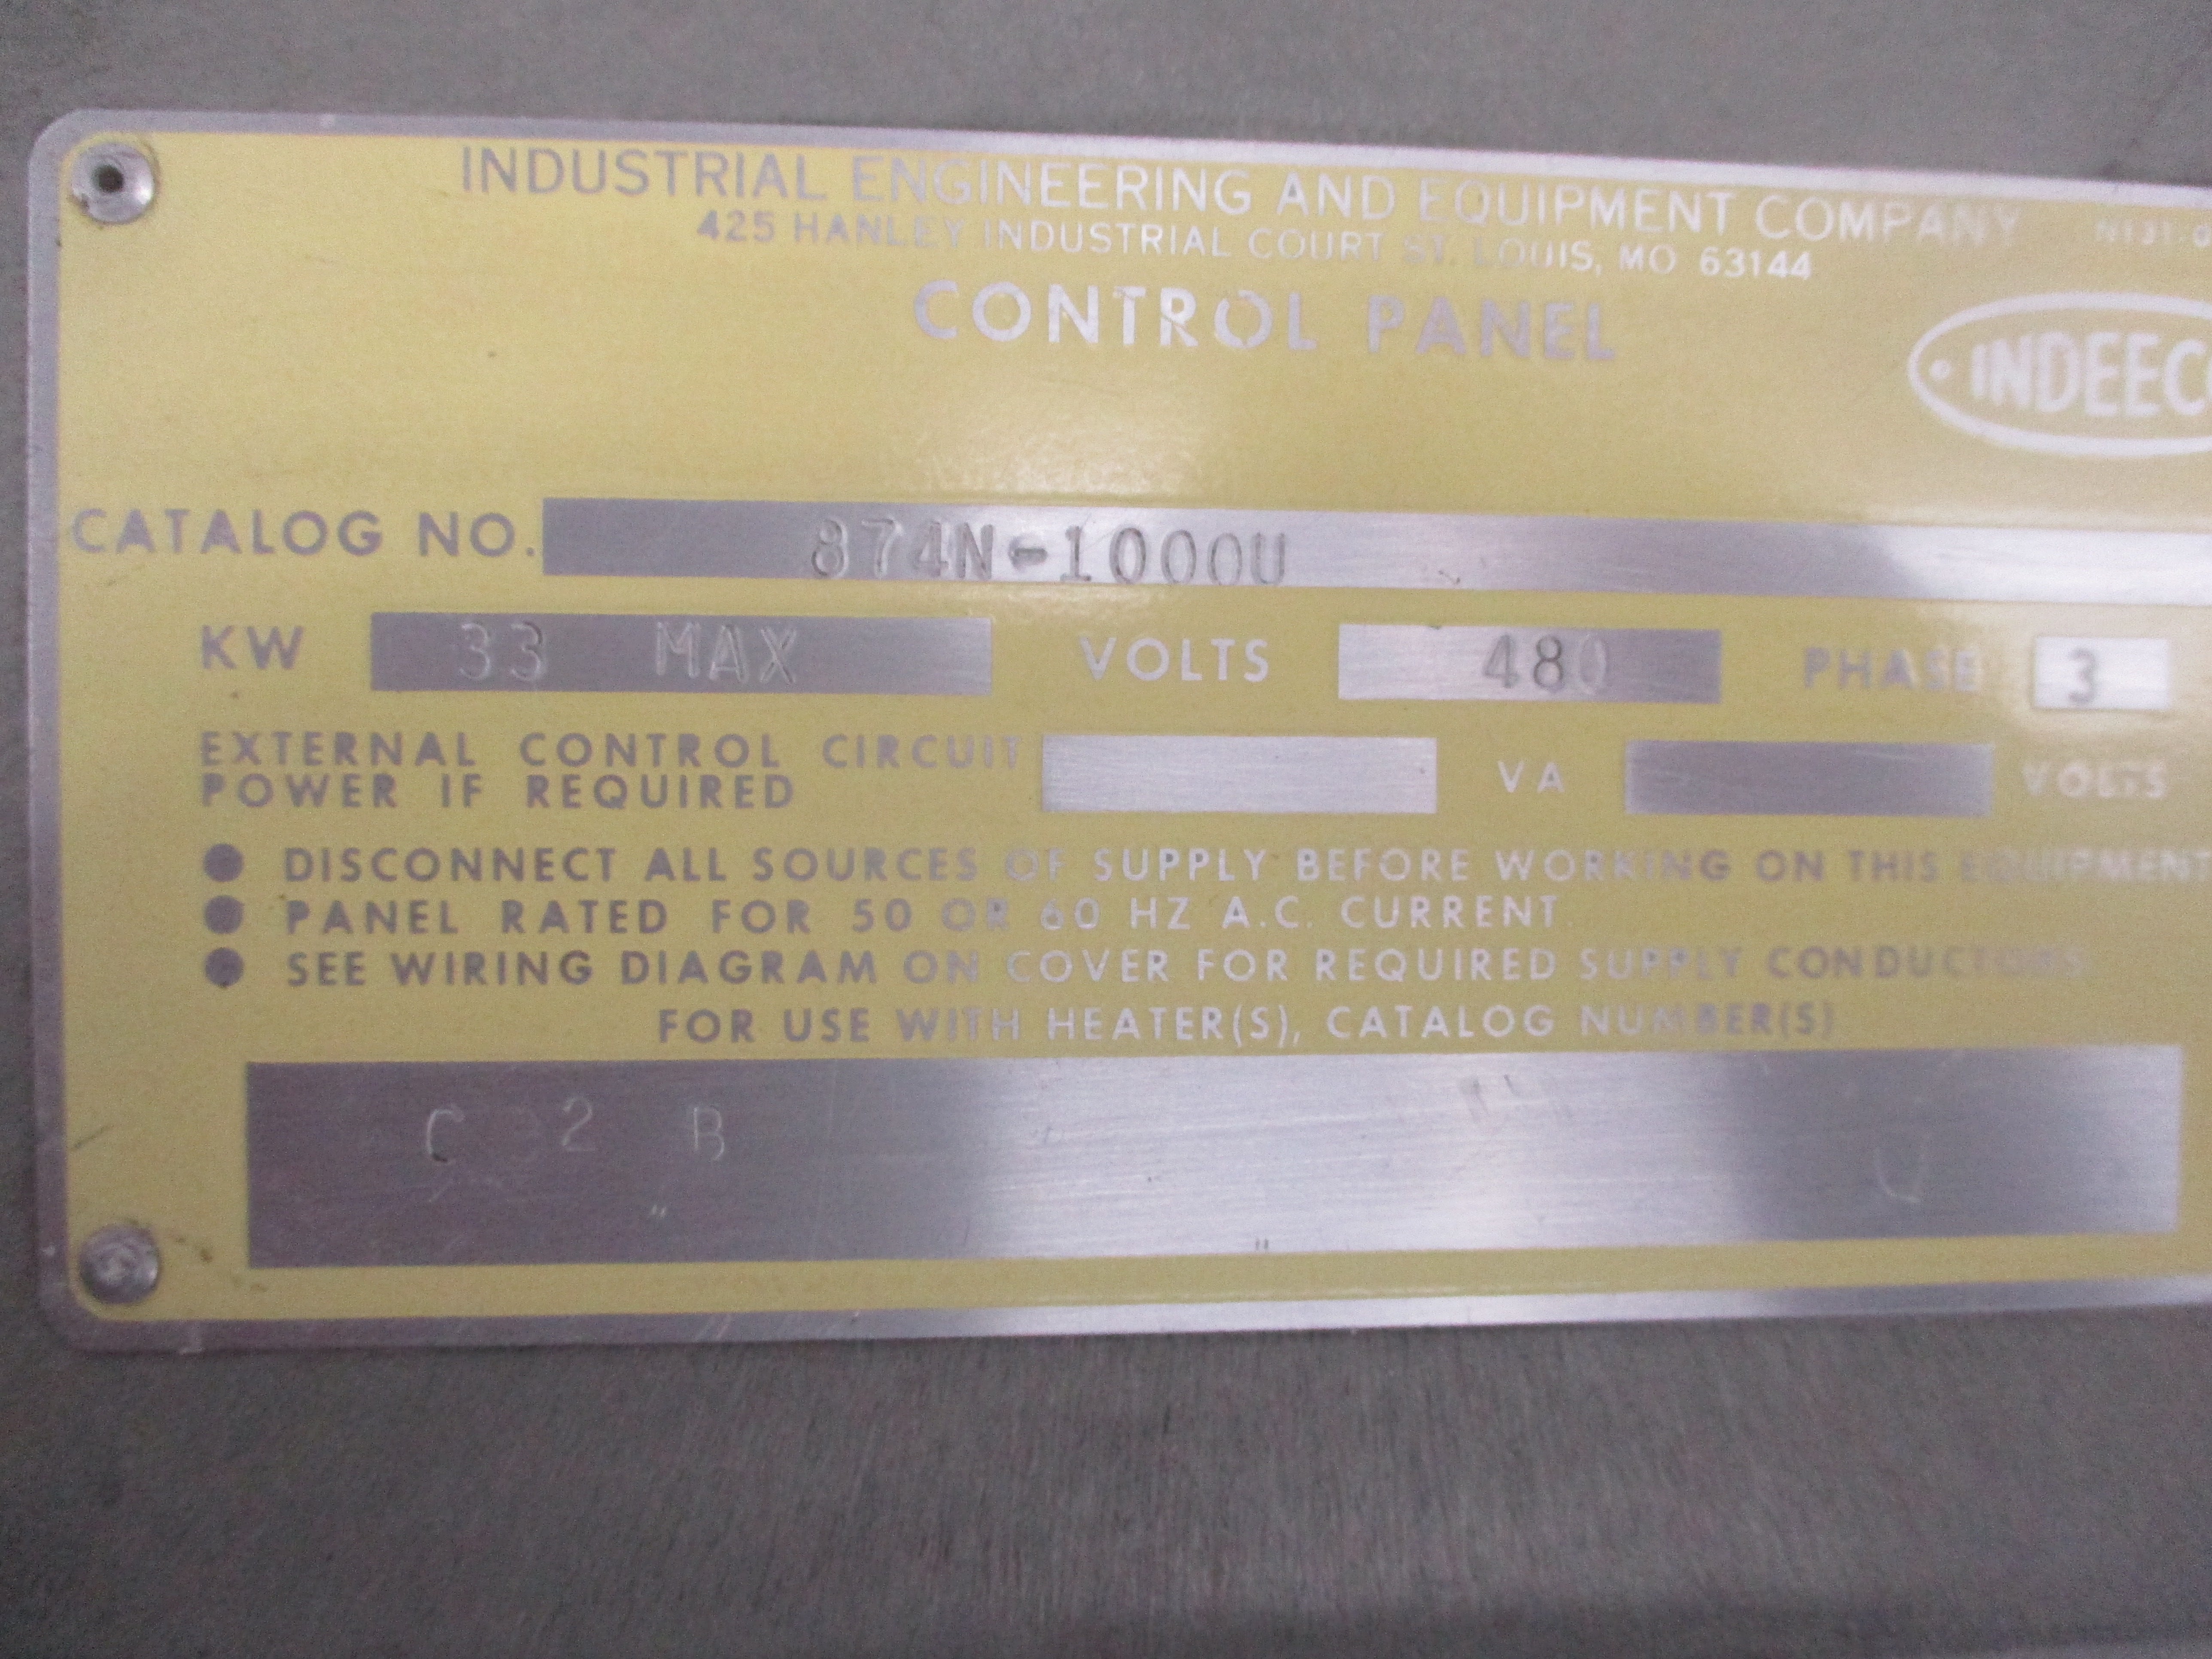 INDUSTRIAL ENGINEERING AND EQUIPMENT COMPANY
425 HANLEY INDUSTRIAL COURT ST. LOUIS, MO 63144
CONTROL PANEL
INDEECO
CATALOG NO. 874N-1000U
KW 33 MAX VOLTS 480 PHASE 3
EXTERNAL CONTROL CIRCUIT
POWER IF REQUIRED VA VOLTS
● DISCONNECT ALL SOURCES OF SUPPLY BEFORE WORKING ON THIS EQUIPMENT
● PANEL RATED FOR 50 OR 60 HZ A.C. CURRENT.
● SEE WIRING DIAGRAM ON COVER FOR REQUIRED SUPPLY CONDUCTORS
FOR USE WITH HEATER(S), CATALOG NUMBER(S)